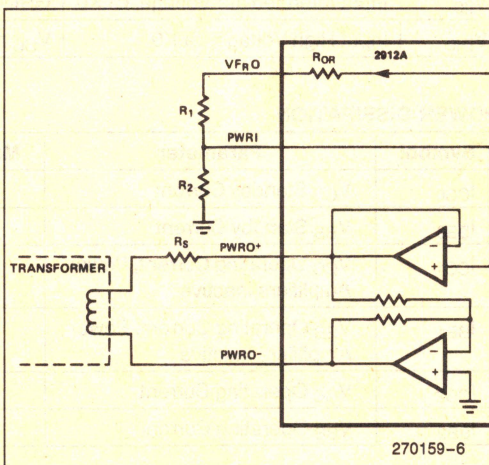 VFRO
ROR
2912A
R1
PWRI
R2
RS
PWRO+
TRANSFORMER
PWRO-
270159-6